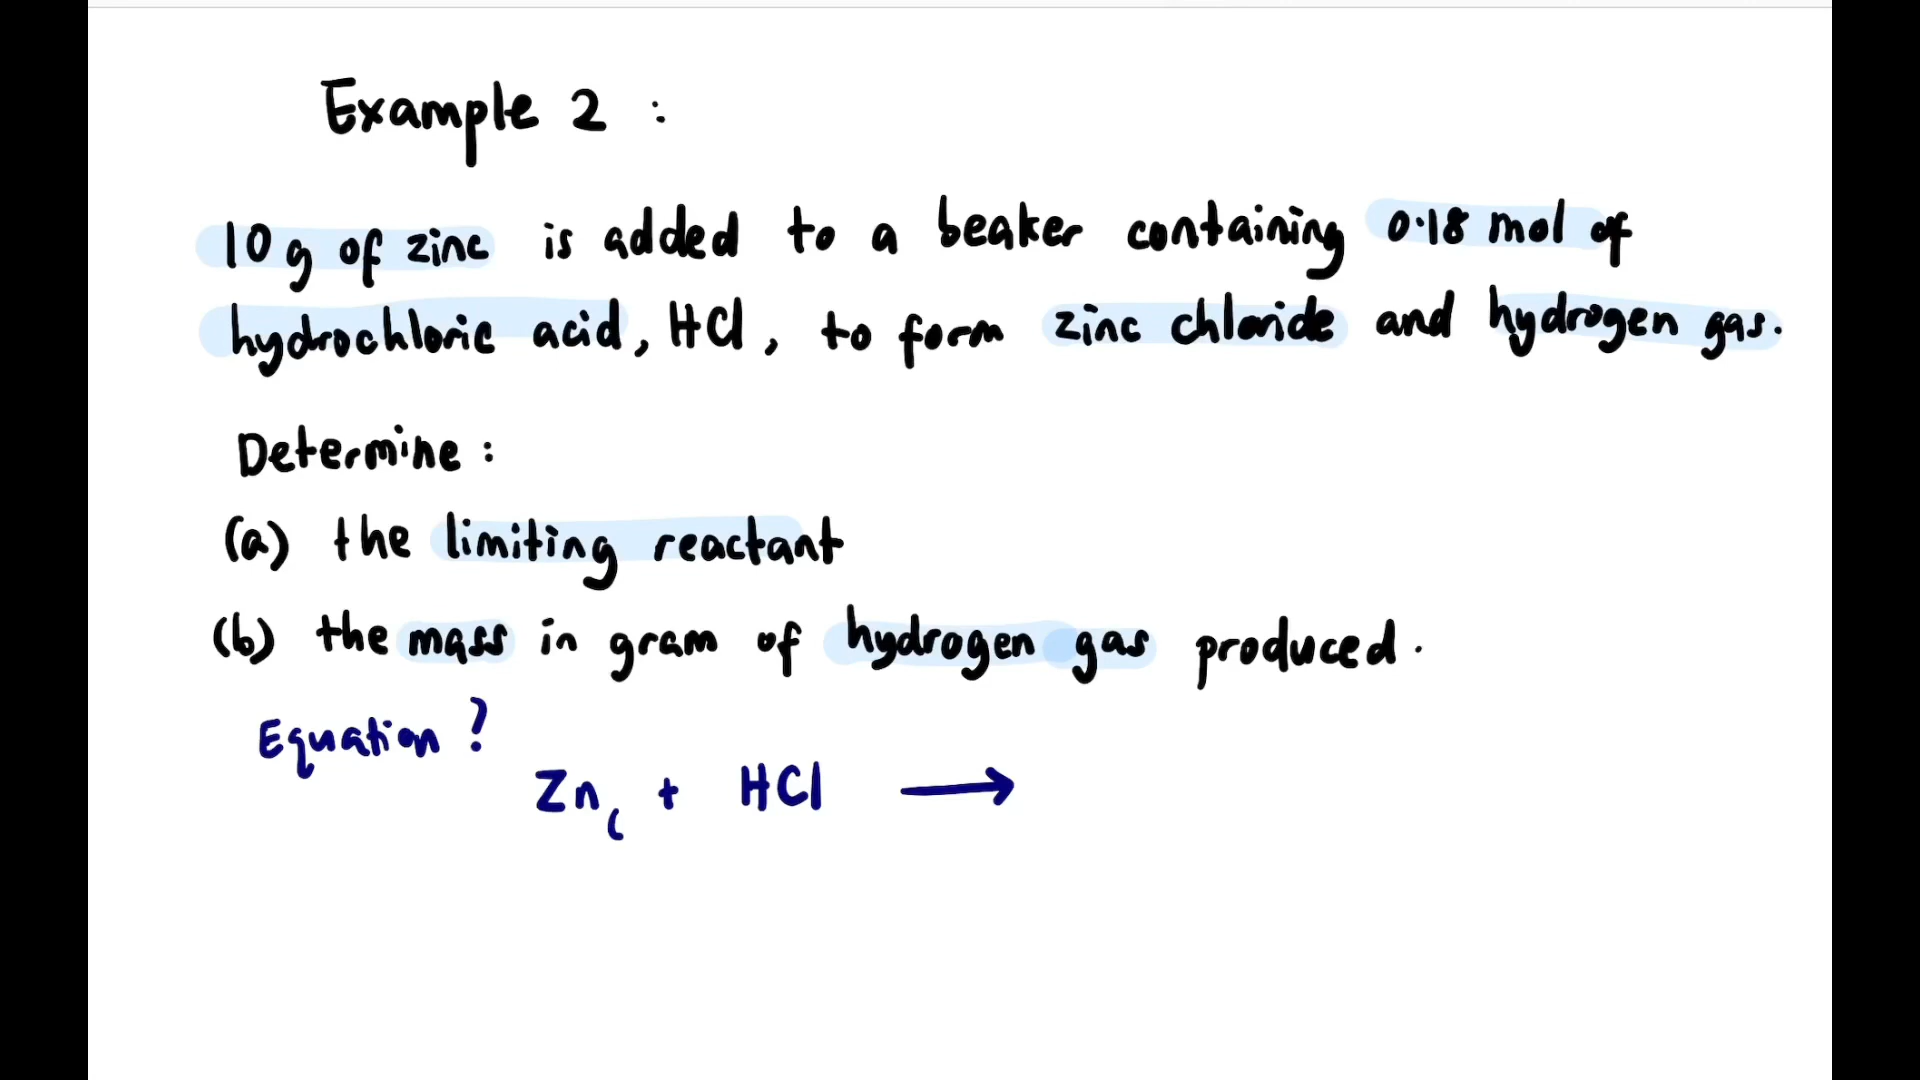 Example 2 :
10 g of zinc is added to a beaker containing 0.18 mol of
hydrochloric acid, HCl, to form zinc chloride and hydrogen gas.
Determine :
(a) the limiting reactant
(b) the mass in gram of hydrogen gas produced.
Equation ?
Zn( + HCl →